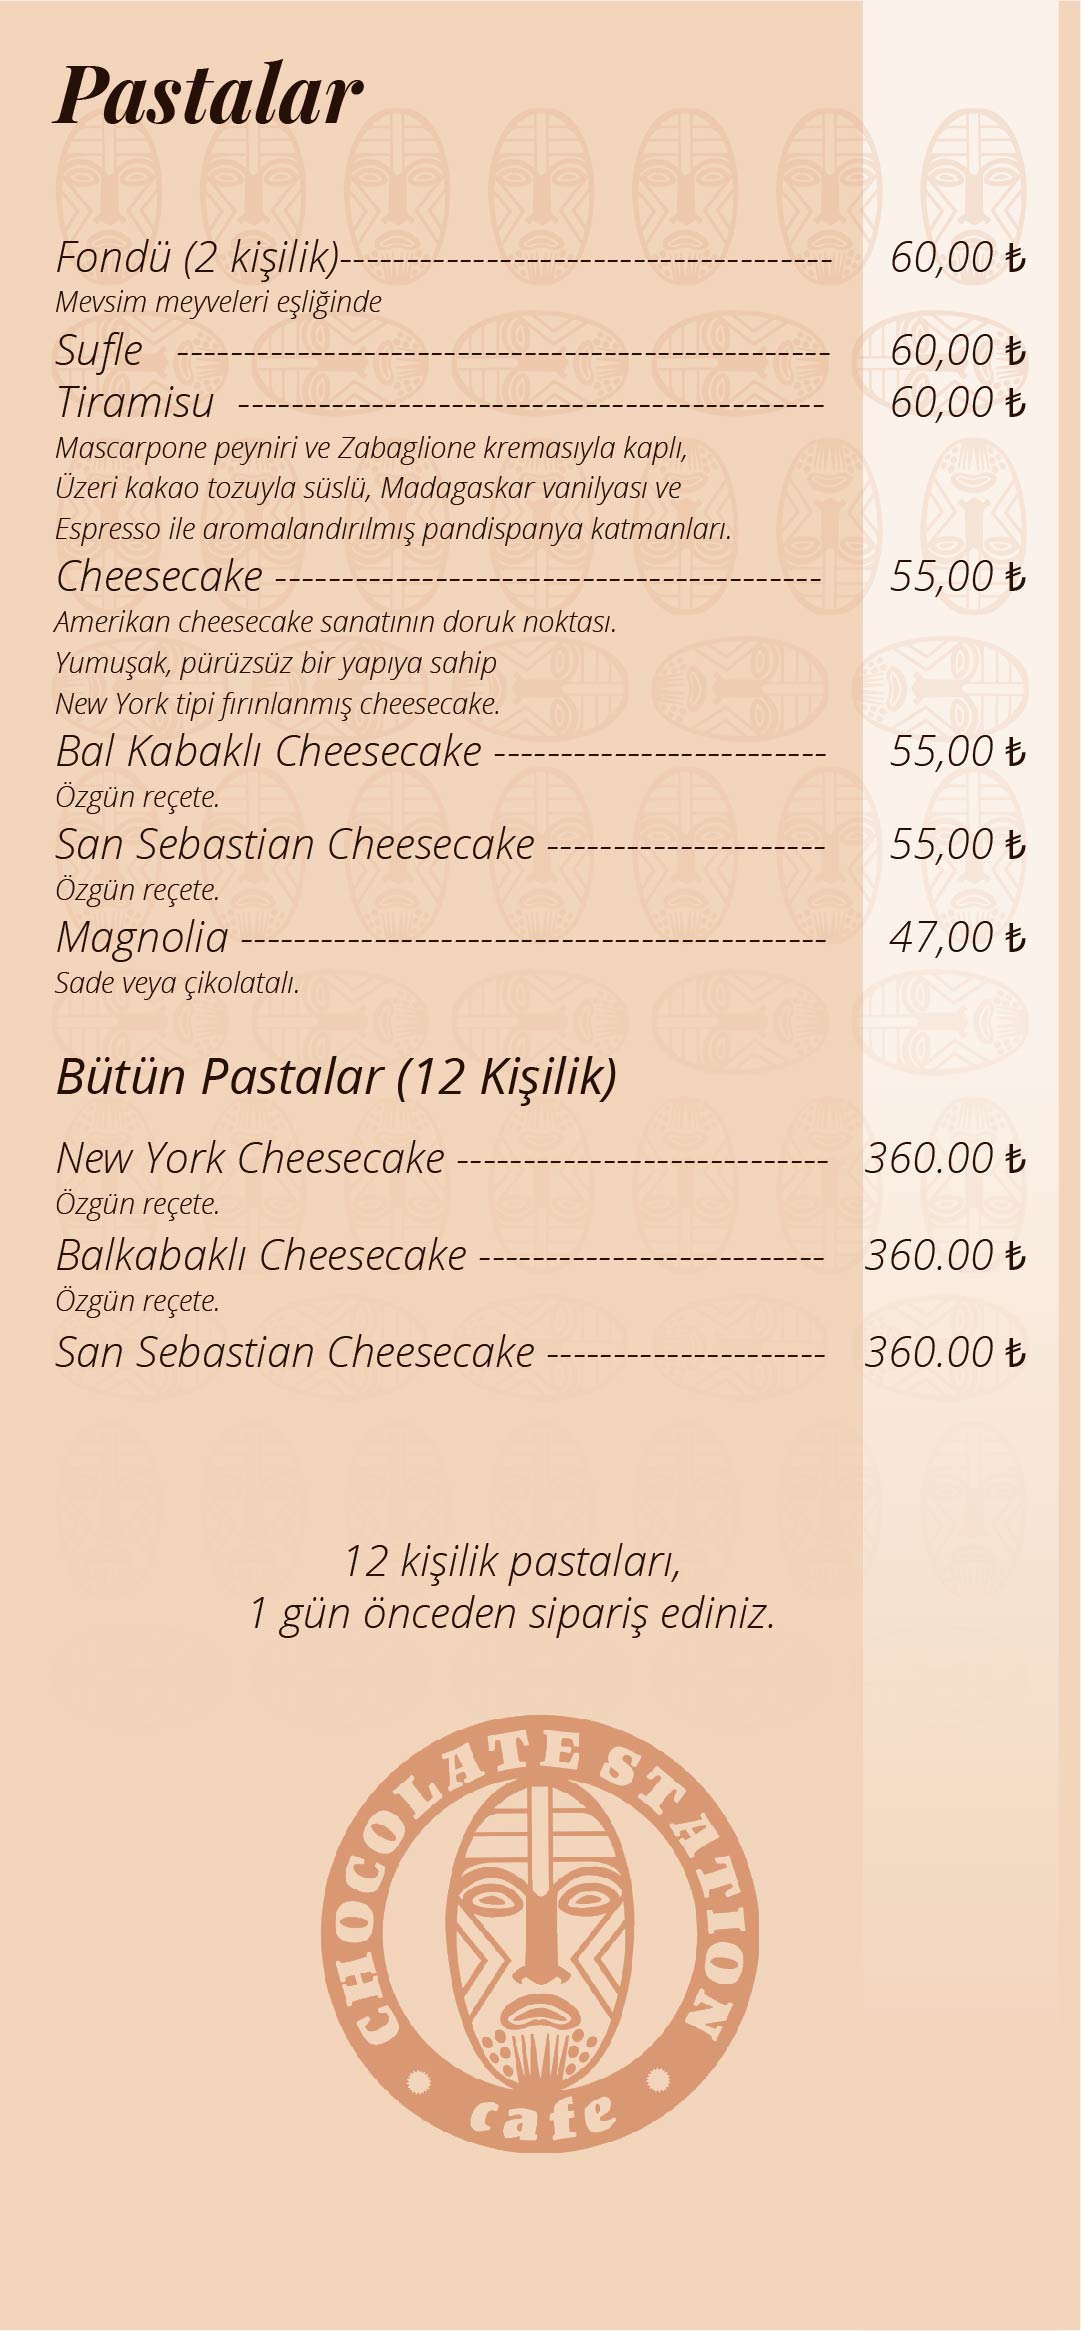 Pastalar
Fondü (2 kişilik)------------------------------------- 60,00 ₺
Mevsim meyveleri eşliğinde
Sufle ------------------------------------------------- 60,00 ₺
Tiramisu -------------------------------------------- 60,00 ₺
Mascarpone peyniri ve Zabaglione kremasıyla kaplı,
Üzeri kakao tozuyla süslü, Madagaskar vanilyası ve
Espresso ile aromalandırılmış pandispanya katmanları.
Cheesecake ----------------------------------------- 55,00 ₺
Amerikan cheesecake sanatının doruk noktası.
Yumuşak, pürüzsüz bir yapıya sahip
New York tipi fırınlanmış cheesecake.
Bal Kabaklı Cheesecake ------------------------- 55,00 ₺
Özgün reçete.
San Sebastian Cheesecake --------------------- 55,00 ₺
Özgün reçete.
Magnolia -------------------------------------------- 47,00 ₺
Sade veya çikolatalı.
Bütün Pastalar (12 Kişilik)
New York Cheesecake ---------------------------- 360.00 ₺
Özgün reçete.
Balkabaklı Cheesecake -------------------------- 360.00 ₺
Özgün reçete.
San Sebastian Cheesecake --------------------- 360.00 ₺
12 kişilik pastaları,
1 gün önceden sipariş ediniz.
CHOCOLATE STATION
cafe